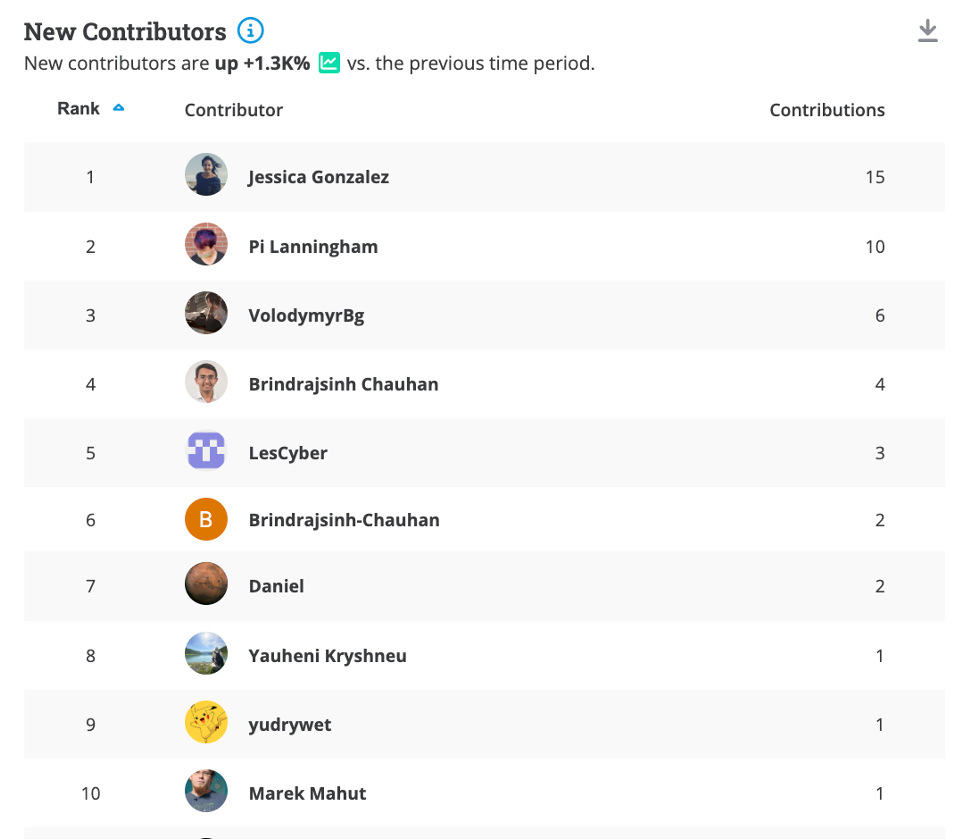 New Contributors
New contributors are up +1.3K% vs. the previous time period.
Rank Contributor Contributions
1 Jessica Gonzalez 15
2 Pi Lanningham 10
3 VolodymyrBg 6
4 Brindrajsinh Chauhan 4
5 LesCyber 3
6 B Brindrajsinh-Chauhan 2
7 Daniel 2
8 Yauheni Kryshneu 1
9 yudrywet 1
10 Marek Mahut 1